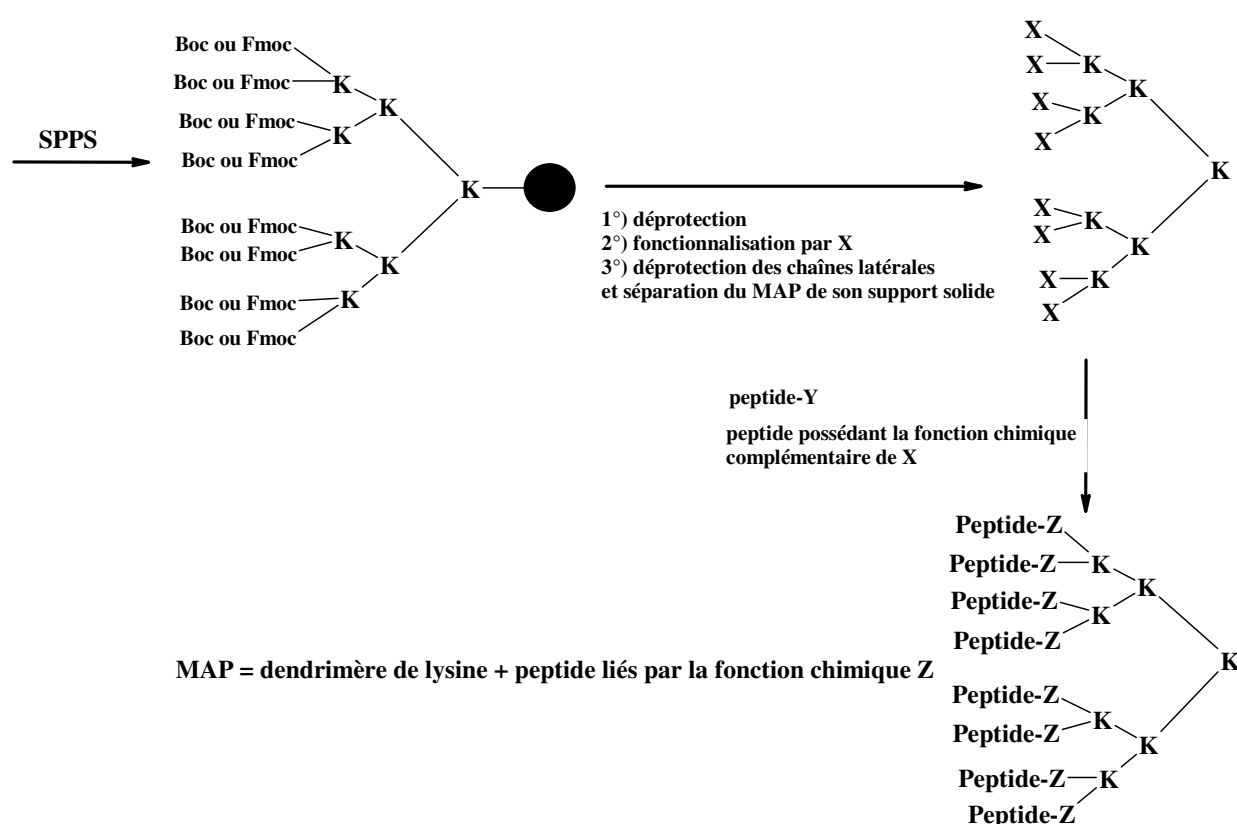 SPPS
Boc ou Fmoc
Boc ou Fmoc
K
K
Boc ou Fmoc
K
Boc ou Fmoc
K
Boc ou Fmoc
K
Boc ou Fmoc
K
Boc ou Fmoc
K
Boc ou Fmoc
1°) déprotection
2°) fonctionnalisation par X
3°) déprotection des chaînes latérales
et séparation du MAP de son support solide
X
X
K
K
X
K
X
K
X
K
X
K
X
K
X
peptide-Y
peptide possédant la fonction chimique
complémentaire de X
Peptide-Z
Peptide-Z
K
K
Peptide-Z
K
Peptide-Z
K
MAP = dendrimère de lysine + peptide liés par la fonction chimique Z
Peptide-Z
K
Peptide-Z
K
Peptide-Z
K
Peptide-Z